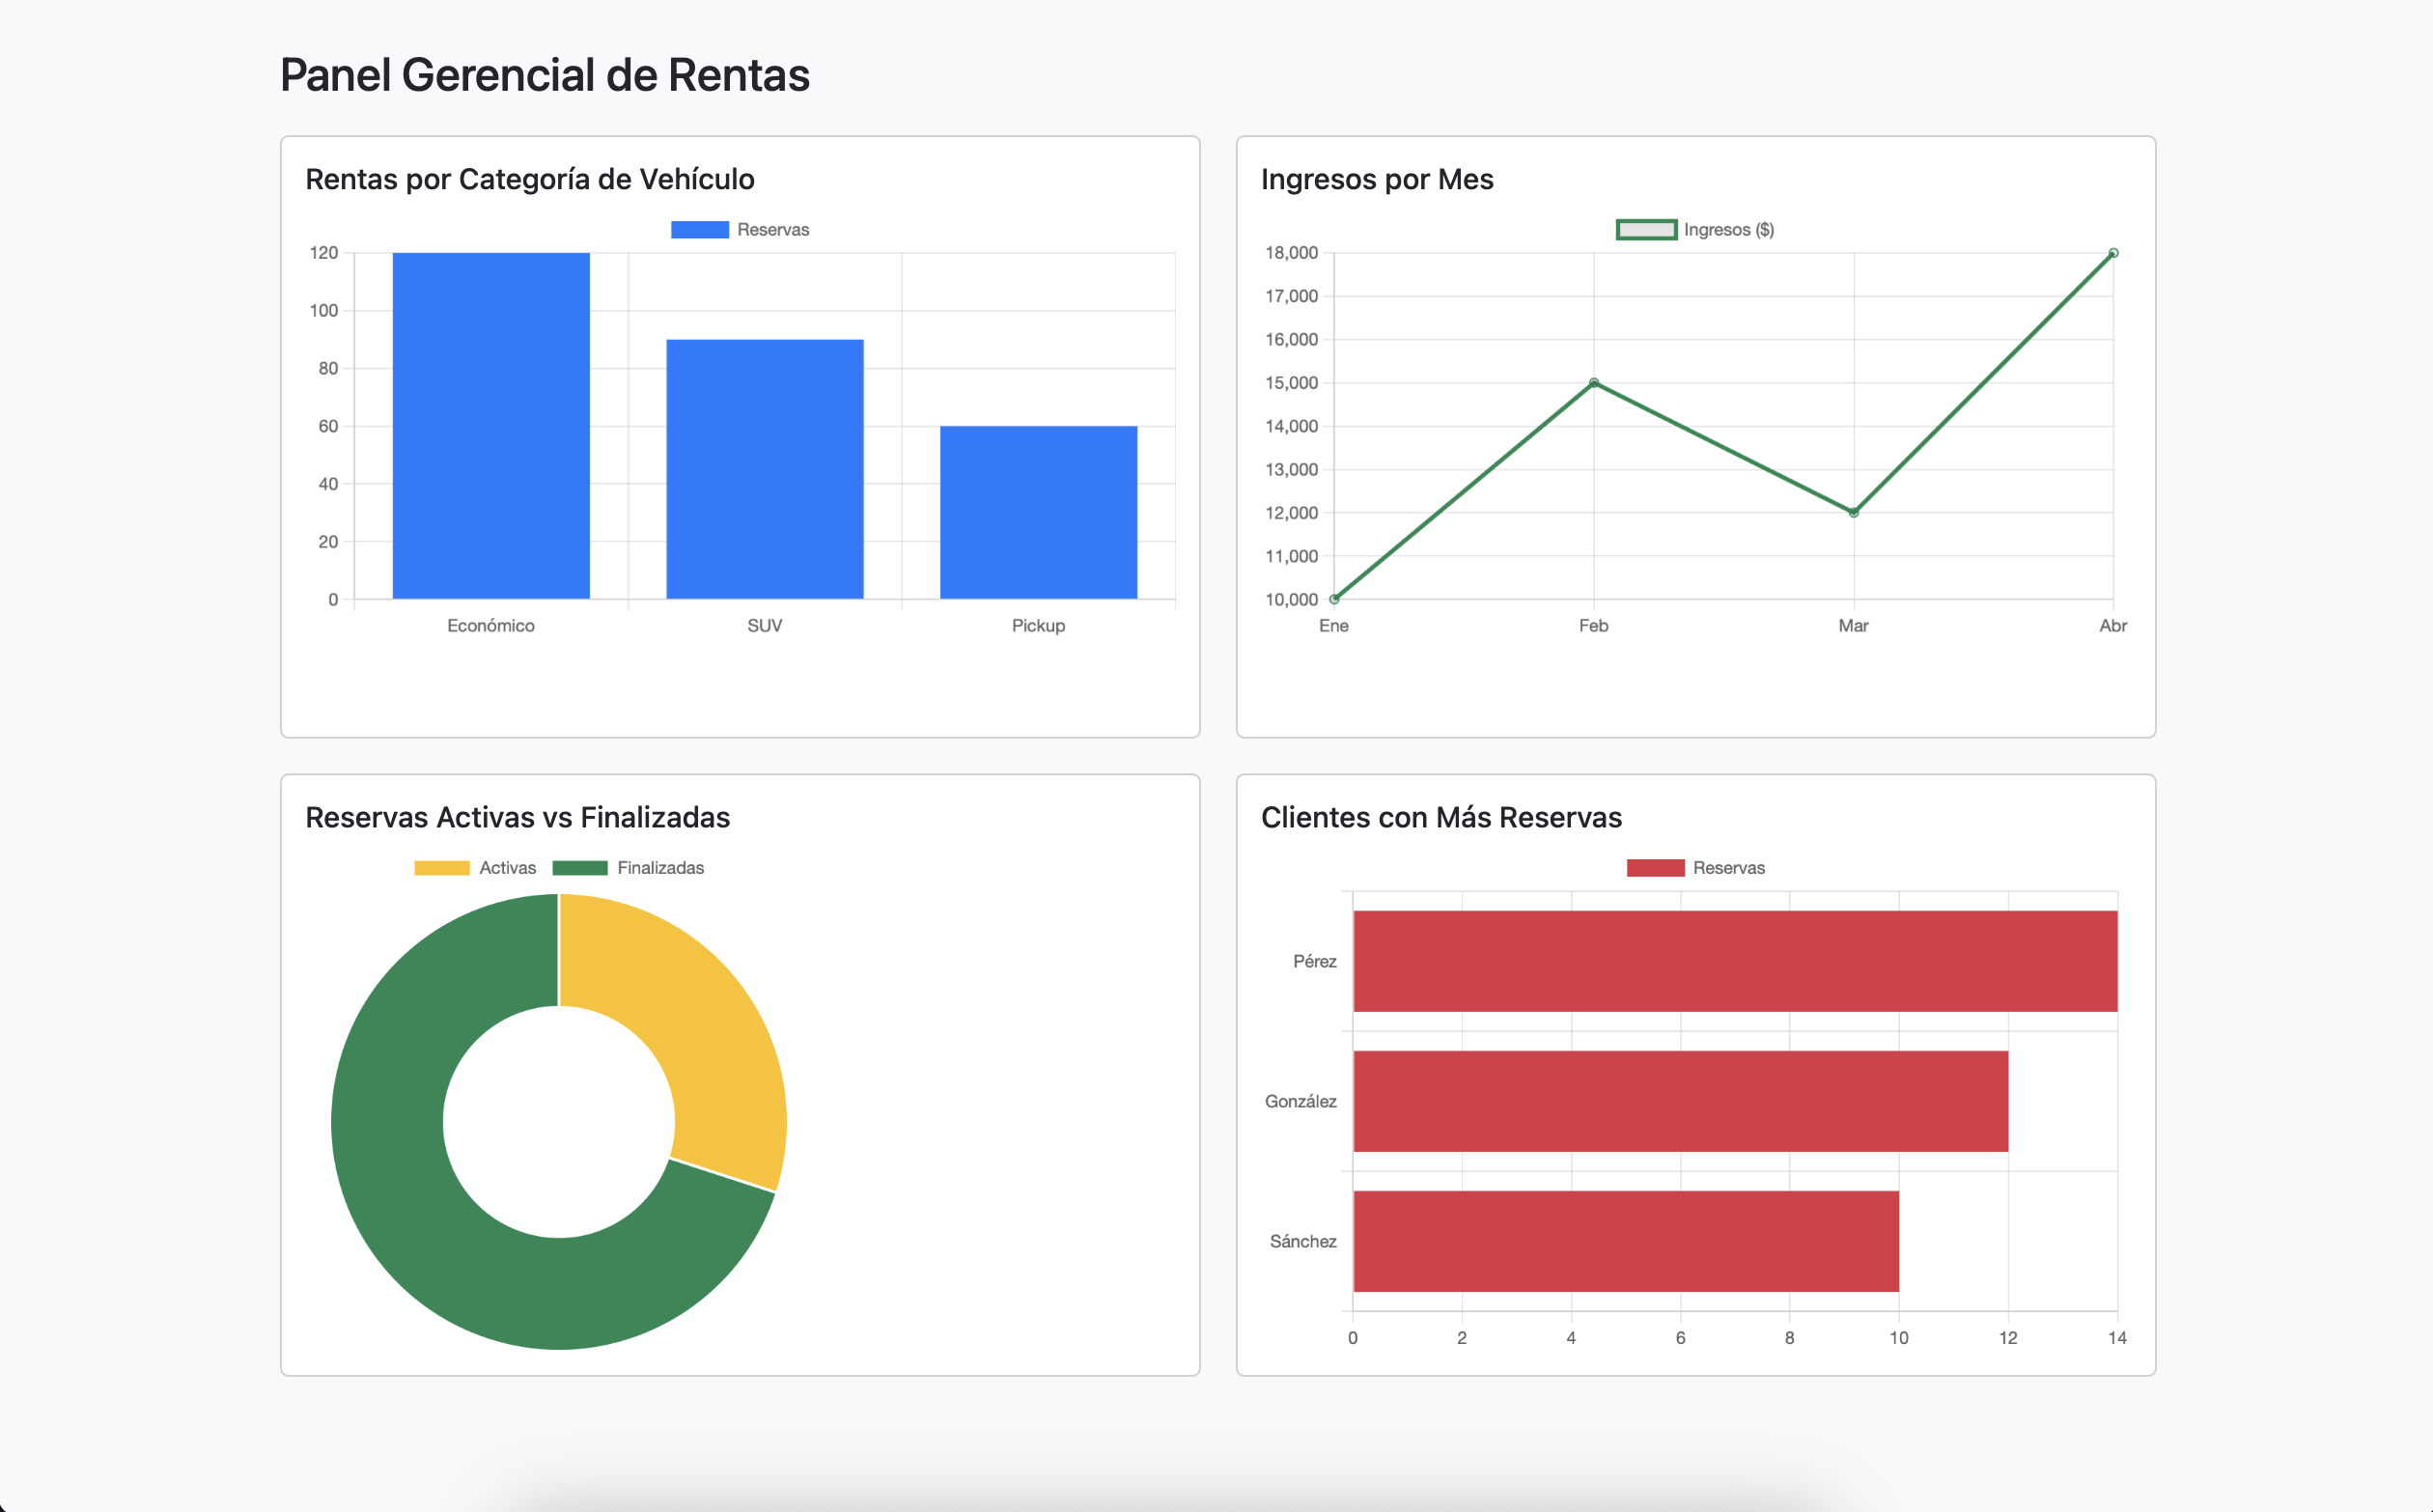 Panel Gerencial de Rentas
Rentas por Categoría de Vehículo
Reservas
120
100
80
60
40
20
0
Económico SUV Pickup
Ingresos por Mes
Ingresos ($)
18,000
17,000
16,000
15,000
14,000
13,000
12,000
11,000
10,000
Ene Feb Mar Abr
Reservas Activas vs Finalizadas
Activas Finalizadas
Clientes con Más Reservas
Reservas
Pérez
González
Sánchez
0 2 4 6 8 10 12 14